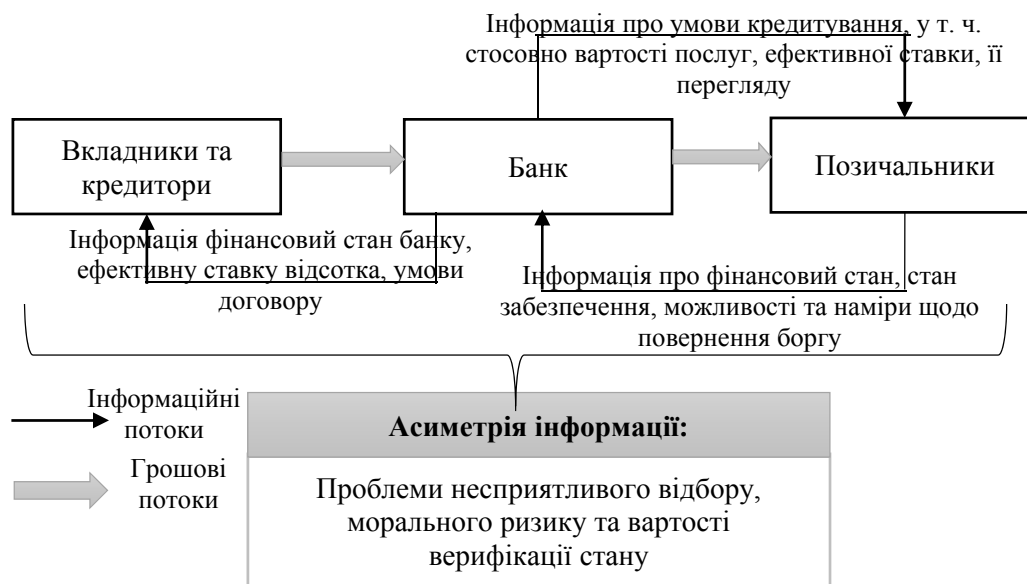 Інформація про умови кредитування, у т. ч.
стосовно вартості послуг, ефективної ставки, її
перегляду
Вкладники та
кредитори
Банк
Позичальники
Інформація фінансовий стан банку,
ефективну ставку відсотка, умови
договору
Інформація про фінансовий стан, стан
забезпечення, можливості та наміри щодо
повернення боргу
Інформаційні
потоки
Грошові
потоки
Асиметрія інформації:
Проблеми несприятливого відбору,
морального ризику та вартості
верифікації стану